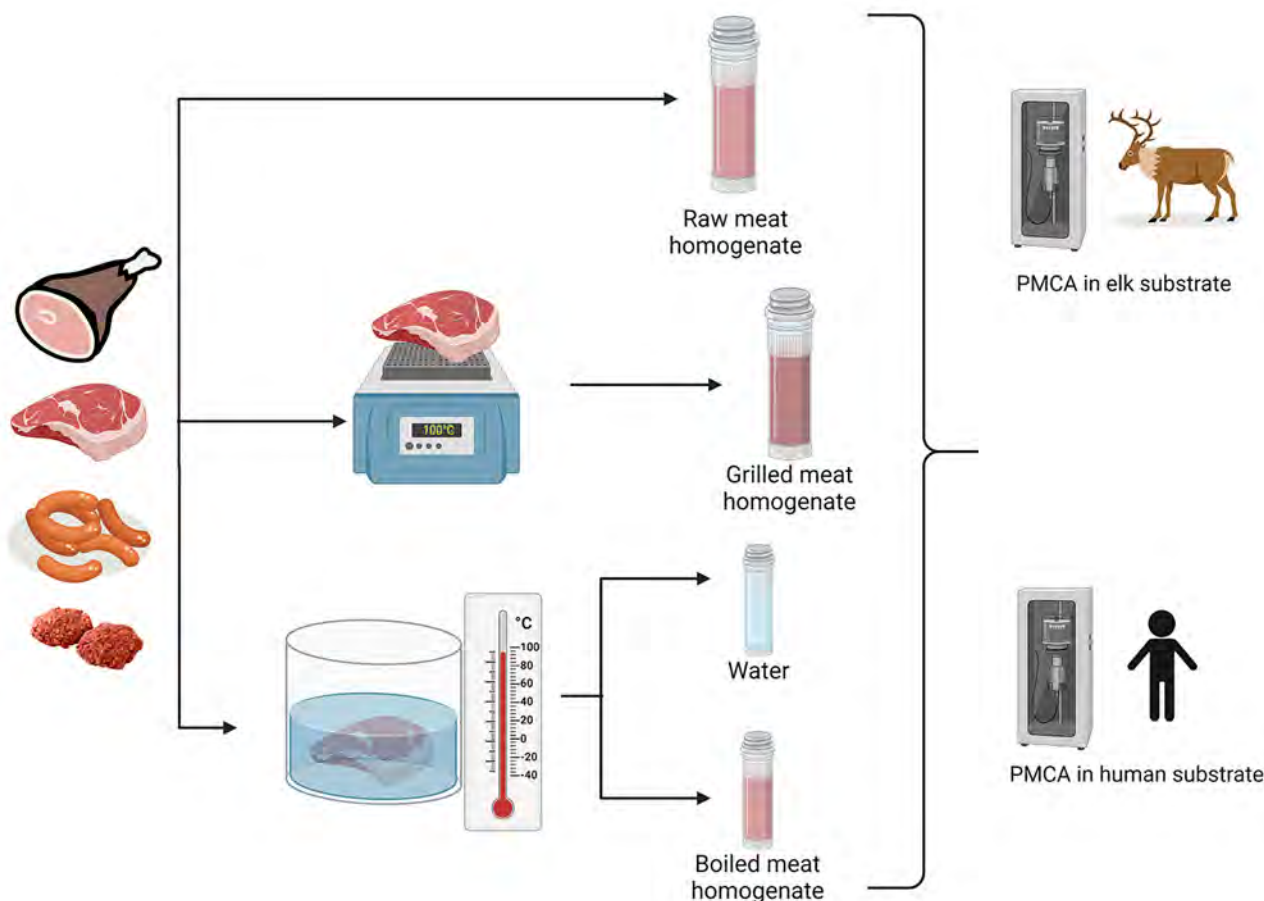 Raw meat
homogenate
PMCA in elk substrate
100°C
Grilled meat
homogenate
°C
100
80
60
40
20
0
-20
-40
Water
Boiled meat
homogenate
PMCA in human substrate